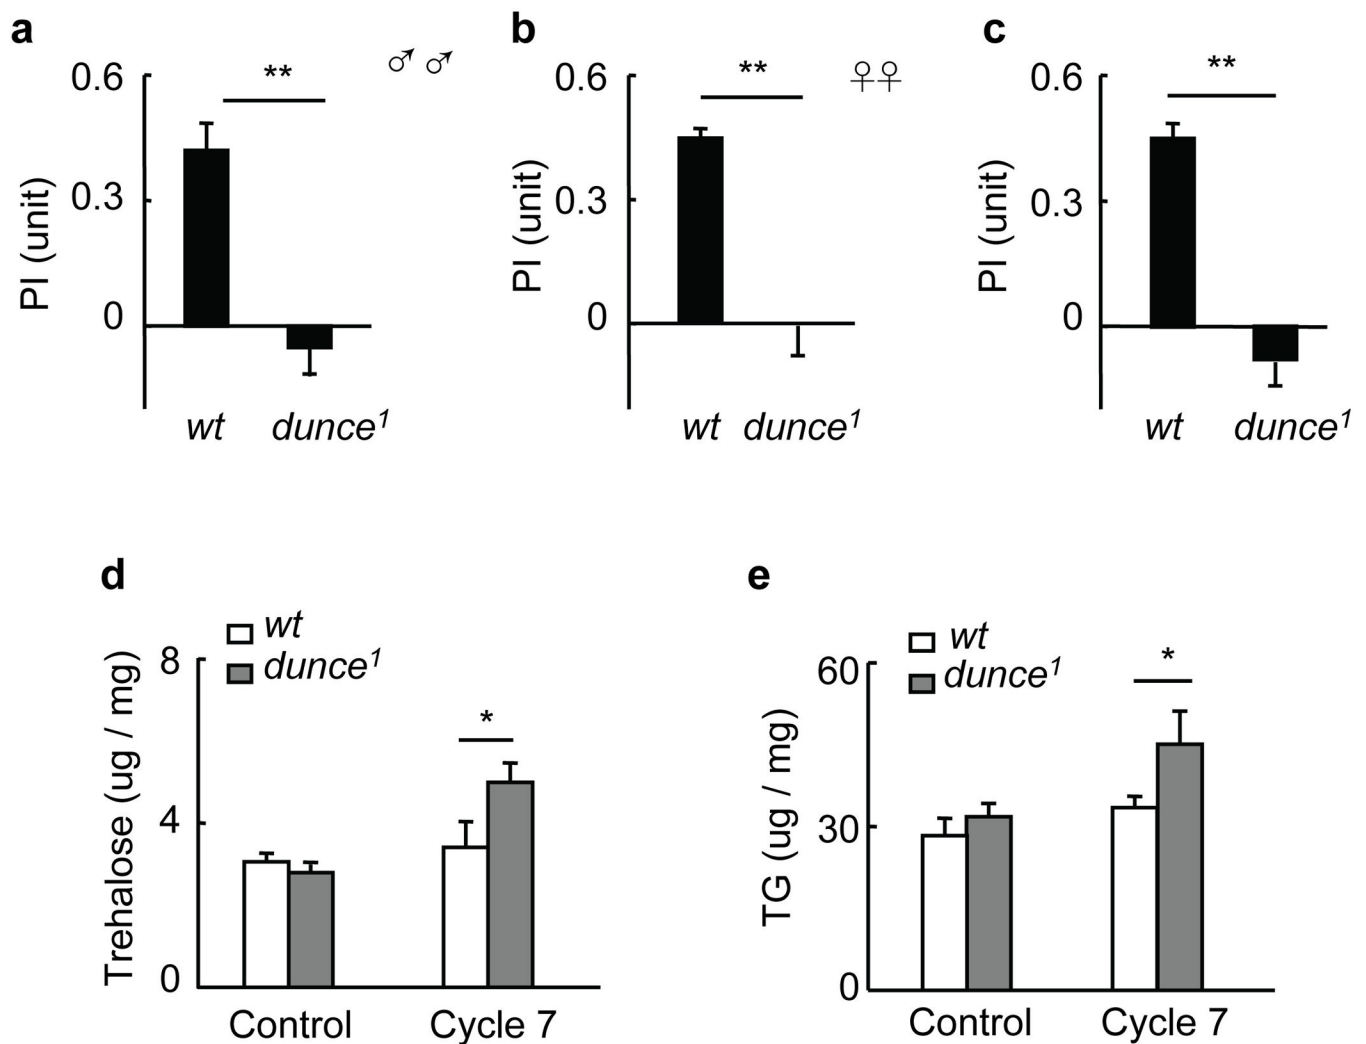 a
♂♂
**
0.6
0.3
0
PI (unit)
wt dunce¹
b
♀♀
**
0.6
0.3
0
PI (unit)
wt dunce¹
c
**
0.6
0.3
0
PI (unit)
wt dunce¹
d
wt
dunce¹
8
4
0
*
Trehalose (ug / mg)
Control Cycle 7
e
wt
dunce¹
60
30
0
*
TG (ug / mg)
Control Cycle 7